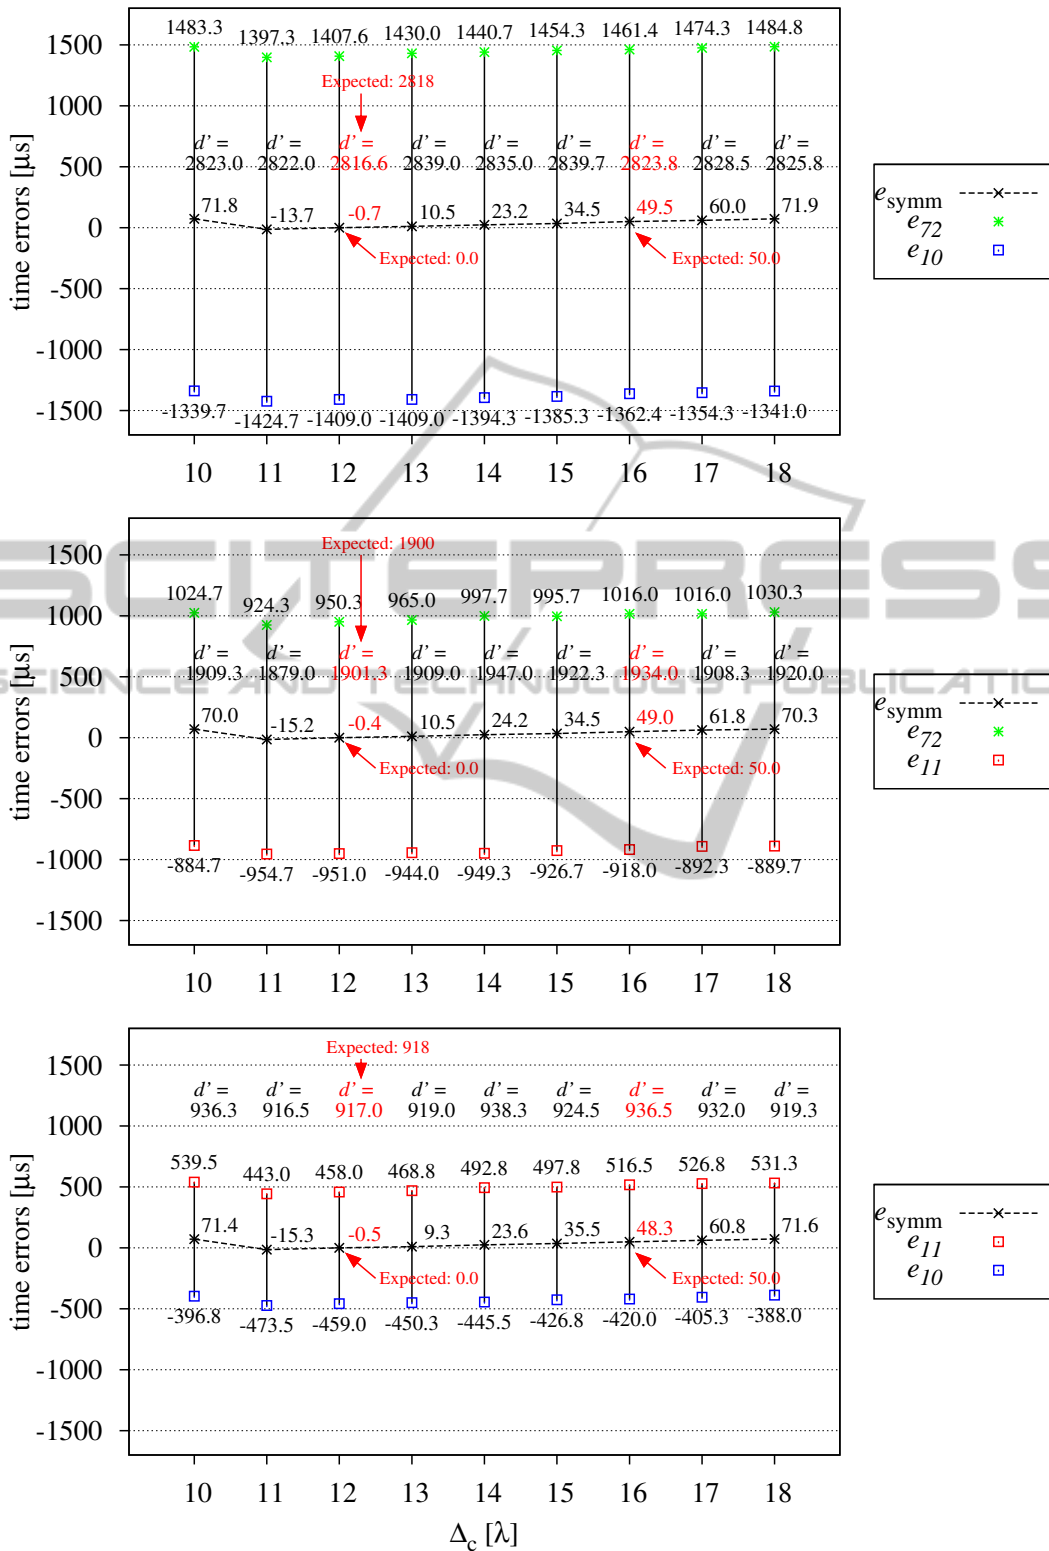 1483.3 1397.3 1407.6 1430.0 1440.7 1454.3 1461.4 1474.3 1484.8
1500
Expected: 2818
1000
d' = d' = d' = d' = d' = d' = d' = d' = d' =
2823.0 2822.0 2816.6 2839.0 2835.0 2839.7 2823.8 2828.5 2825.8
500
71.8 -13.7 -0.7 10.5 23.2 34.5 49.5 60.0 71.9
0
Expected: 0.0 Expected: 50.0
-500
-1000
-1339.7 -1424.7 -1409.0 -1409.0 -1394.3 -1385.3 -1362.4 -1354.3 -1341.0
-1500
time errors [µs]
10 11 12 13 14 15 16 17 18
e_symm
e_72
e_10
SCITEPRESS
SCIENCE AND TECHNOLOGY PUBLICATIONS
1500
Expected: 1900
1024.7 924.3 950.3 965.0 997.7 995.7 1016.0 1016.0 1030.3
1000
d' = d' = d' = d' = d' = d' = d' = d' = d' =
1909.3 1879.0 1901.3 1909.0 1947.0 1922.3 1934.0 1908.3 1920.0
500
70.0 -15.2 -0.4 10.5 24.2 34.5 49.0 61.8 70.3
0
Expected: 0.0 Expected: 50.0
-500
-1000
-884.7 -954.7 -951.0 -944.0 -949.3 -926.7 -918.0 -892.3 -889.7
-1500
time errors [µs]
10 11 12 13 14 15 16 17 18
e_symm
e_72
e_11
1500
Expected: 918
d' = d' = d' = d' = d' = d' = d' = d' = d' =
936.3 916.5 917.0 919.0 938.3 924.5 936.5 932.0 919.3
1000
539.5 443.0 458.0 468.8 492.8 497.8 516.5 526.8 531.3
500
71.4 -15.3 -0.5 9.3 23.6 35.5 48.3 60.8 71.6
0
Expected: 0.0 Expected: 50.0
-500
-396.8 -473.5 -459.0 -450.3 -445.5 -426.8 -420.0 -405.3 -388.0
-1000
-1500
time errors [µs]
10 11 12 13 14 15 16 17 18
Δ_c [λ]
e_symm
e_11
e_10